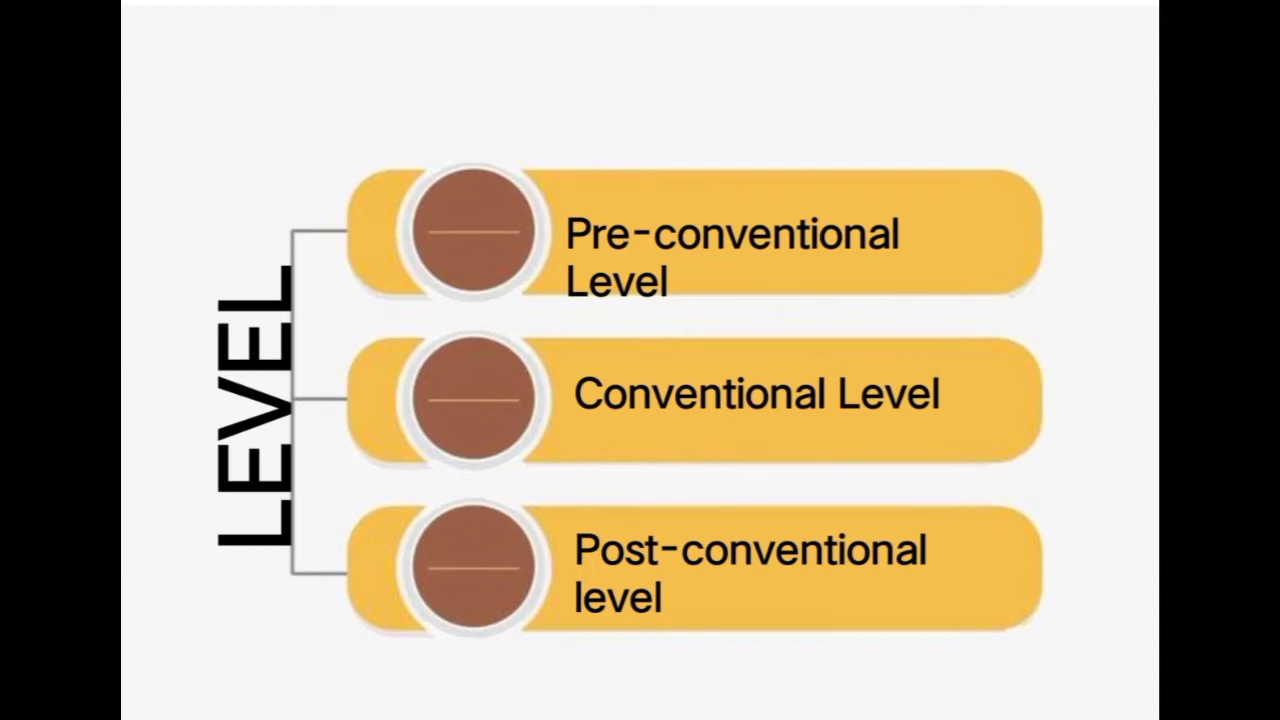 LEVEL
Pre-conventional
Level
Conventional Level
Post-conventional
level